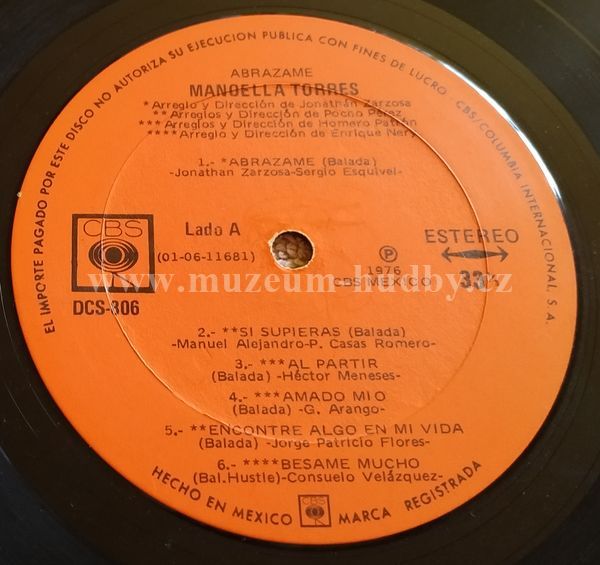 EL IMPORTE PAGADO POR ESTE DISCO NO AUTORIZA SU EJECUCION PUBLICA CON FINES DE LUCRO · CBS/COLUMBIA INTERNACIONAL, S.A.
ABRAZAME
MANOELLA TORRES
*Arreglo y Dirección de Jonathán Zarzosa
**Arreglos y Dirección de Pocho Pérez
***Arreglos y Dirección de Homero Patrón
****Arreglo y Dirección de Enrique Nery
1.- *ABRAZAME (Balada)
-Jonathan Zarzosa-Sergio Esquivel-
CBS
DCS-806
Lado A
(01-06-11681)
P
1976
CBS MEXICO
ESTEREO
33⅓
www.muzeum-hudby.cz
2.- **SI SUPIERAS (Balada)
-Manuel Alejandro-P. Casas Romero-
3.- ***AL PARTIR
(Balada) -Héctor Meneses-
4.- ***AMADO MIO
(Balada) -G. Arango-
5.- **ENCONTRE ALGO EN MI VIDA
(Balada) -Jorge Patricio Flores-
6.- ****BESAME MUCHO
(Bal.Hustle)-Consuelo Velázquez-
CBS
HECHO EN MEXICO MARCA REGISTRADA